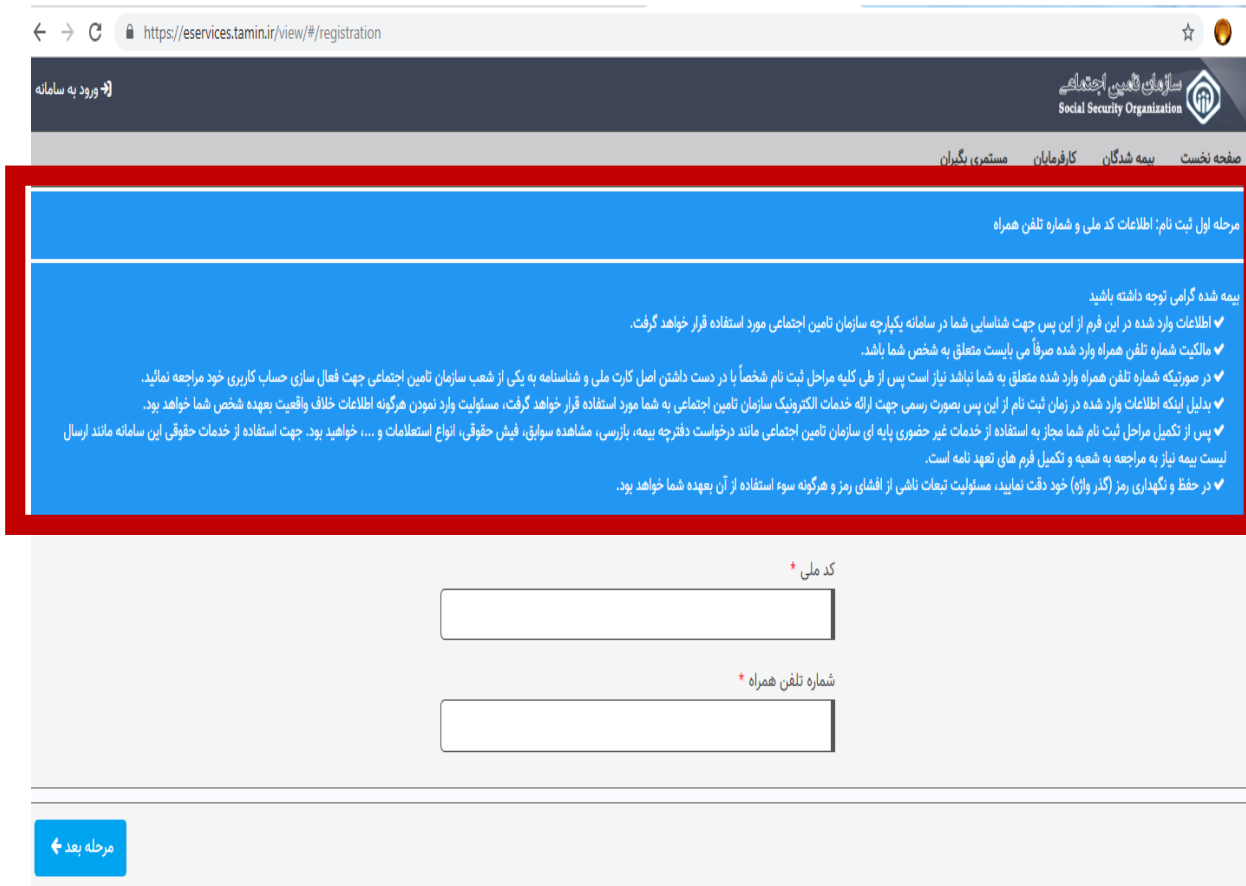 https://eservices.tamin.ir/view/#/registration
سازمان تامین اجتماعی
Social Security Organization
ورود به سامانه
صفحه نخست بیمه شدگان کارفرمایان مستمری بگیران
مرحله اول ثبت نام: اطلاعات کد ملی و شماره تلفن همراه
بیمه شده گرامی توجه داشته باشید
✔ اطلاعات وارد شده در این فرم از این پس جهت شناسایی شما در سامانه یکپارچه سازمان تامین اجتماعی مورد استفاده قرار خواهد گرفت.
✔ مالکیت شماره تلفن همراه وارد شده صرفاً می بایست متعلق به شخص شما باشد.
✔ در صورتیکه شماره تلفن همراه وارد شده متعلق به شما نباشد نیاز است پس از طی کلیه مراحل ثبت نام شخصاً با در دست داشتن اصل کارت ملی و شناسنامه به یکی از شعب سازمان تامین اجتماعی جهت فعال سازی حساب کاربری خود مراجعه نمائید.
✔ بدلیل اینکه اطلاعات وارد شده در زمان ثبت نام از این پس بصورت رسمی جهت ارائه خدمات الکترونیک سازمان تامین اجتماعی به شما مورد استفاده قرار خواهد گرفت، مسئولیت وارد نمودن هرگونه اطلاعات خلاف واقعیت بعهده شخص شما خواهد بود.
✔ پس از تکمیل مراحل ثبت نام شما مجاز به استفاده از خدمات غیر حضوری پایه ای سازمان تامین اجتماعی مانند درخواست دفترچه بیمه، بازرسی، مشاهده سوابق، فیش حقوقی، انواع استعلامات و ...، خواهید بود. جهت استفاده از خدمات حقوقی این سامانه مانند ارسال
لیست بیمه نیاز به مراجعه به شعبه و تکمیل فرم های تعهد نامه است.
✔ در حفظ و نگهداری رمز (گذر واژه) خود دقت نمایید، مسئولیت تبعات ناشی از افشای رمز و هرگونه سوء استفاده از آن بعهده شما خواهد بود.
کد ملی *
شماره تلفن همراه *
مرحله بعد